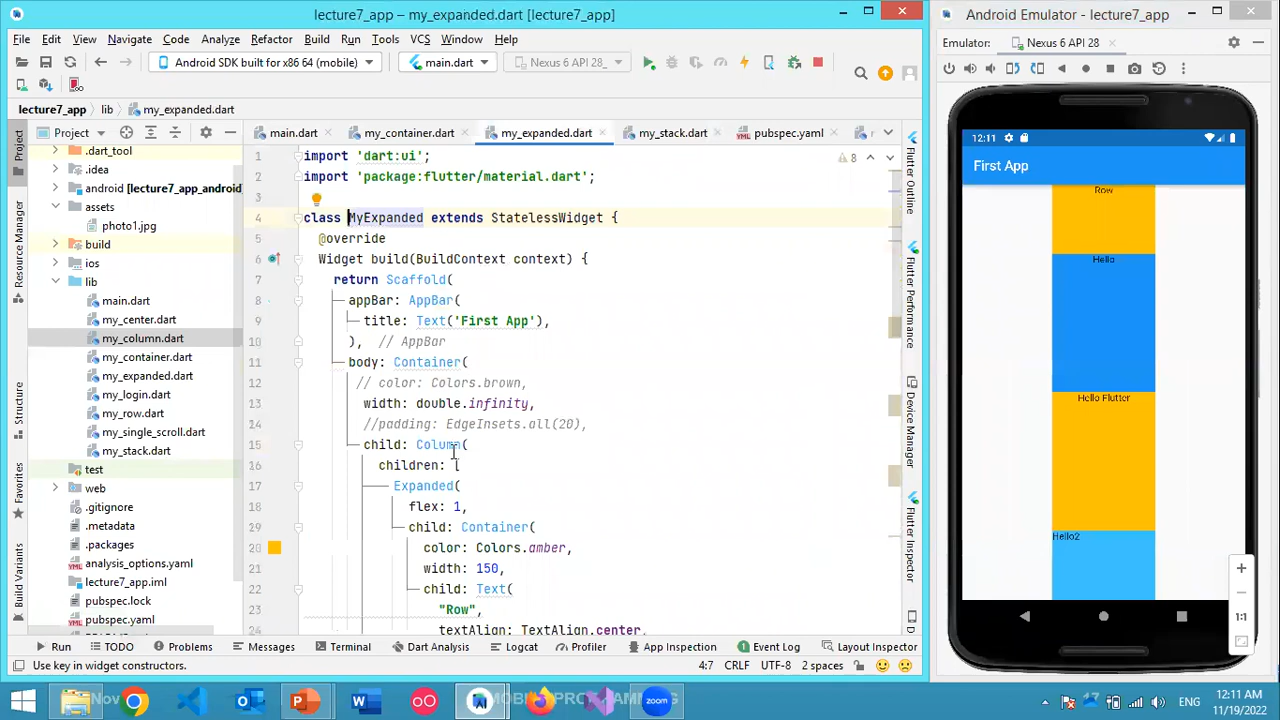 lecture7_app – my_expanded.dart [lecture7_app]
File Edit View Navigate Code Analyze Refactor Build Run Tools VCS Window Help
Android SDK built for x86 64 (mobile)
main.dart
Nexus 6 API 28_
lecture7_app
lib
my_expanded.dart
Project
main.dart
my_container.dart
my_expanded.dart
my_stack.dart
pubspec.yaml
Project
Resource Manager
Structure
Favorites
Build Variants
.dart_tool
.idea
android [lecture7_app_android
assets
photo1.jpg
build
ios
lib
main.dart
my_center.dart
my_column.dart
my_container.dart
my_expanded.dart
my_login.dart
my_row.dart
my_single_scroll.dart
my_stack.dart
test
web
.gitignore
.metadata
.packages
analysis_options.yaml
lecture7_app.iml
pubspec.lock
pubspec.yaml
8
1 import 'dart:ui';
2 import 'package:flutter/material.dart';
3
4 class MyExpanded extends StatelessWidget {
5 @override
6 Widget build(BuildContext context) {
7 return Scaffold(
8 appBar: AppBar(
9 title: Text('First App'),
10 ), // AppBar
11 body: Container(
12 // color: Colors.brown,
13 width: double.infinity,
14 //padding: EdgeInsets.all(20),
15 child: Column(
16 children: [
17 Expanded(
18 flex: 1,
19 child: Container(
20 color: Colors.amber,
21 width: 150,
22 child: Text(
23 "Row",
24 textAlign: TextAlign.center,
Flutter Outline
Flutter Performance
Device Manager
Flutter Inspector
Run
TODO
Problems
Messages
Terminal
Dart Analysis
Logcat
Profiler
App Inspection
Event Log
Layout Inspector
Use key in widget constructors.
4:7 CRLF UTF-8 2 spaces
Android Emulator - lecture7_app
Emulator:
Nexus 6 API 28
12:11
First App
Row
Hello
Hello Flutter
Hello2
1:1
zoom
ENG
12:11 AM
11/19/2022